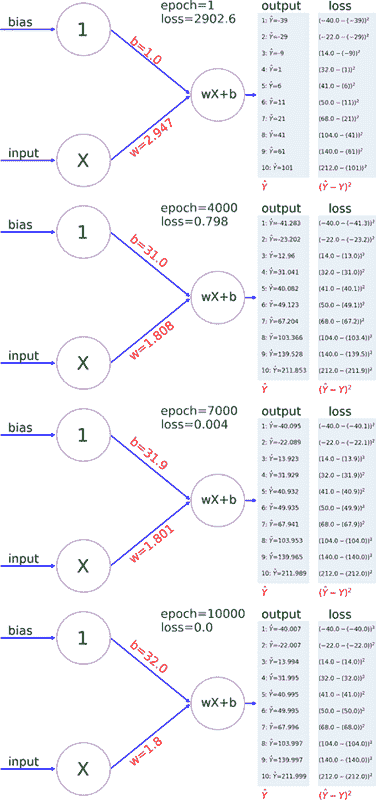 epoch=1
loss=2902.6
output loss
bias
1
b=1.0
wX+b
input
X
w=2.947
1: Ŷ=-39 (−40.0 − (−39))²
2: Ŷ=-29 (−22.0 − (−29))²
3: Ŷ=-9 (14.0 − (−9))²
4: Ŷ=1 (32.0 − (1))²
5: Ŷ=6 (41.0 − (6))²
6: Ŷ=11 (50.0 − (11))²
7: Ŷ=21 (68.0 − (21))²
8: Ŷ=41 (104.0 − (41))²
9: Ŷ=61 (140.0 − (61))²
10: Ŷ=101 (212.0 − (101))²
Ŷ (Ŷ − Y)²
epoch=4000
loss=0.798
output loss
bias
1
b=31.0
wX+b
input
X
w=1.808
1: Ŷ=-41.283 (−40.0 − (−41.3))²
2: Ŷ=-23.202 (−22.0 − (−23.2))²
3: Ŷ=12.96 (14.0 − (13.0))²
4: Ŷ=31.041 (32.0 − (31.0))²
5: Ŷ=40.082 (41.0 − (40.1))²
6: Ŷ=49.123 (50.0 − (49.1))²
7: Ŷ=67.204 (68.0 − (67.2))²
8: Ŷ=103.366 (104.0 − (103.4))²
9: Ŷ=139.528 (140.0 − (139.5))²
10: Ŷ=211.853 (212.0 − (211.9))²
Ŷ (Ŷ − Y)²
epoch=7000
loss=0.004
output loss
bias
1
b=31.9
wX+b
input
X
w=1.801
1: Ŷ=-40.095 (−40.0 − (−40.1))²
2: Ŷ=-22.089 (−22.0 − (−22.1))²
3: Ŷ=13.923 (14.0 − (13.9))²
4: Ŷ=31.929 (32.0 − (31.9))²
5: Ŷ=40.932 (41.0 − (40.9))²
6: Ŷ=49.935 (50.0 − (49.9))²
7: Ŷ=67.941 (68.0 − (67.9))²
8: Ŷ=103.953 (104.0 − (104.0))²
9: Ŷ=139.965 (140.0 − (140.0))²
10: Ŷ=211.989 (212.0 − (212.0))²
Ŷ (Ŷ − Y)²
epoch=10000
loss=0.0
output loss
bias
1
b=32.0
wX+b
input
X
w=1.8
1: Ŷ=-40.007 (−40.0 − (−40.0))²
2: Ŷ=-22.007 (−22.0 − (−22.0))²
3: Ŷ=13.994 (14.0 − (14.0))²
4: Ŷ=31.995 (32.0 − (32.0))²
5: Ŷ=40.995 (41.0 − (41.0))²
6: Ŷ=49.995 (50.0 − (50.0))²
7: Ŷ=67.996 (68.0 − (68.0))²
8: Ŷ=103.997 (104.0 − (104.0))²
9: Ŷ=139.997 (140.0 − (140.0))²
10: Ŷ=211.999 (212.0 − (212.0))²
Ŷ (Ŷ − Y)²